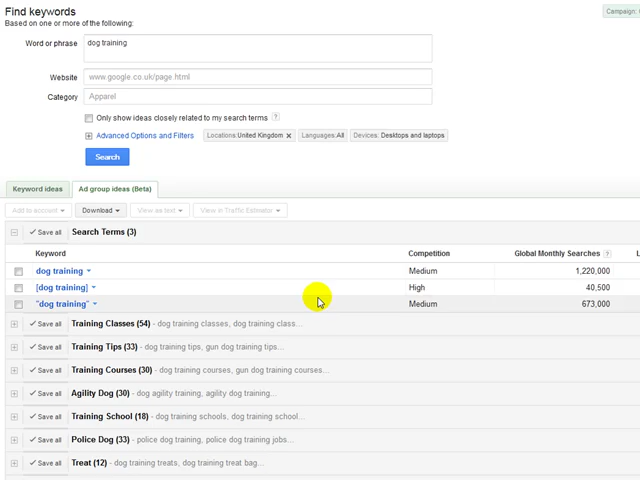 Find keywords
Campaign:
Based on one or more of the following:
Word or phrase dog training
Website www.google.co.uk/page.html
Category Apparel
Only show ideas closely related to my search terms ?
Advanced Options and Filters Locations: United Kingdom × Languages: All Devices: Desktops and laptops
Search
Keyword ideas Ad group ideas (Beta)
Add to account Download View as text View in Traffic Estimator
Save all Search Terms (3)
Keyword Competition Global Monthly Searches ? L
dog training Medium 1,220,000
[dog training] High 40,500
"dog training" Medium 673,000
Save all Training Classes (54) - dog training classes, dog training class...
Save all Training Tips (33) - dog training tips, gun dog training tips...
Save all Training Courses (30) - dog training courses, gun dog training courses...
Save all Agility Dog (30) - dog agility training, agility dog training...
Save all Training School (18) - dog training schools, dog training school...
Save all Police Dog (33) - police dog training, police dog training jobs...
Save all Treat (12) - dog training treats, dog training treat bag...